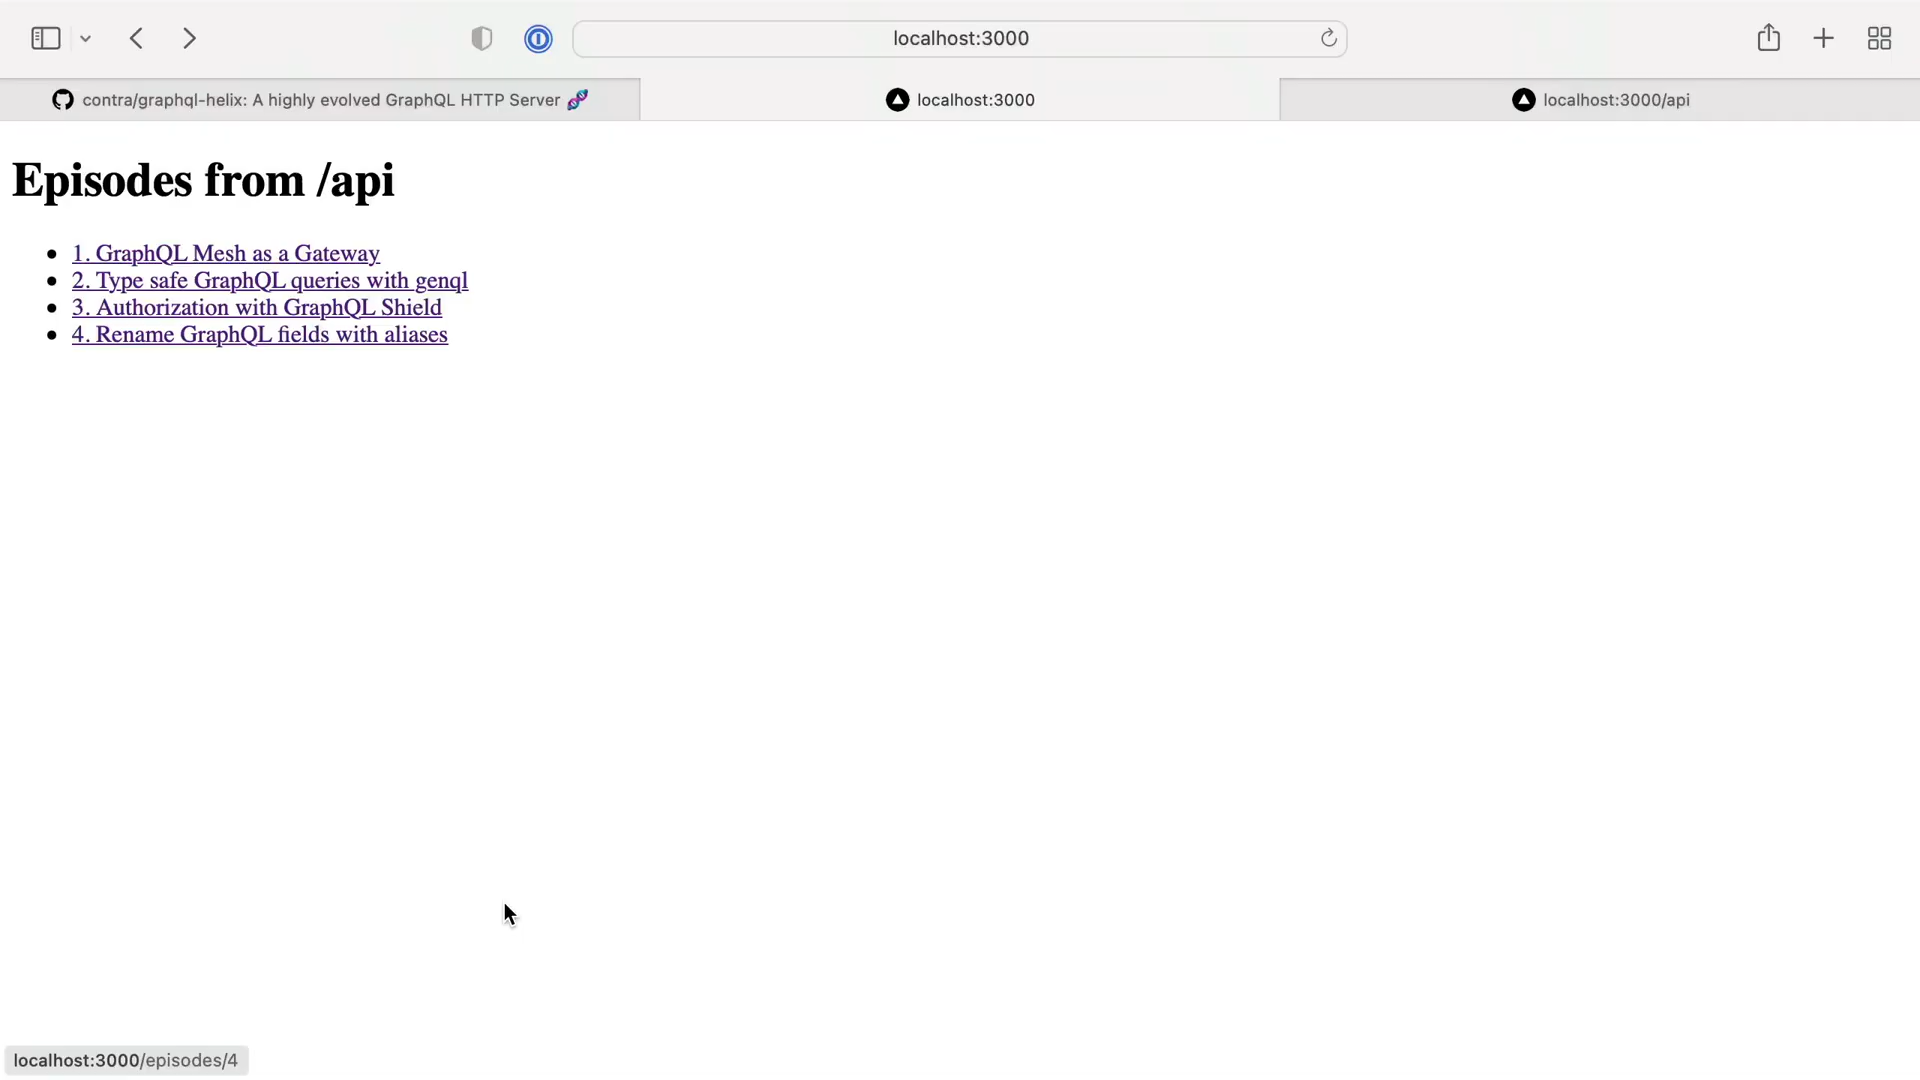 localhost:3000
contra/graphql-helix: A highly evolved GraphQL HTTP Server 🧬
localhost:3000
localhost:3000/api
Episodes from /api
1. GraphQL Mesh as a Gateway
2. Type safe GraphQL queries with genql
3. Authorization with GraphQL Shield
4. Rename GraphQL fields with aliases
localhost:3000/episodes/4